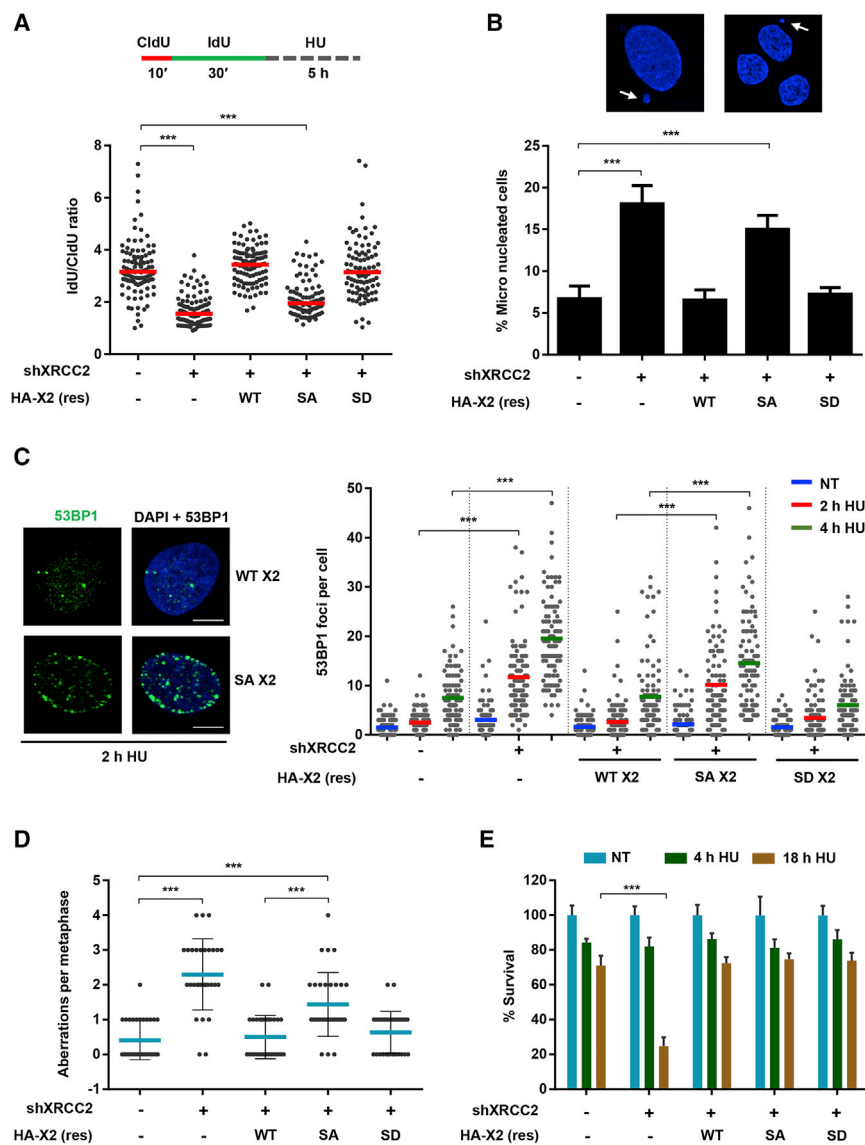 A
CldU IdU HU
10′ 30′ 5 h
*** ***
IdU/CldU ratio
8
6
4
2
0
shXRCC2 - + + + +
HA-X2 (res) - - WT SA SD
B
***
***
% Micro nucleated cells
25
20
15
10
5
0
shXRCC2 - + + + +
HA-X2 (res) - - WT SA SD
C
53BP1 DAPI + 53BP1
WT X2
SA X2
2 h HU
*** ***
*** ***
NT
2 h HU
4 h HU
53BP1 foci per cell
50
40
30
20
10
0
shXRCC2 - + + + +
HA-X2 (res) - - WT X2 SA X2 SD X2
D
***
*** ***
Aberrations per metaphase
5
4
3
2
1
0
-1
shXRCC2 - + + + +
HA-X2 (res) - - WT SA SD
E
NT 4 h HU 18 h HU
***
% Survival
120
100
80
60
40
20
0
shXRCC2 - + + + +
HA-X2 (res) - - WT SA SD